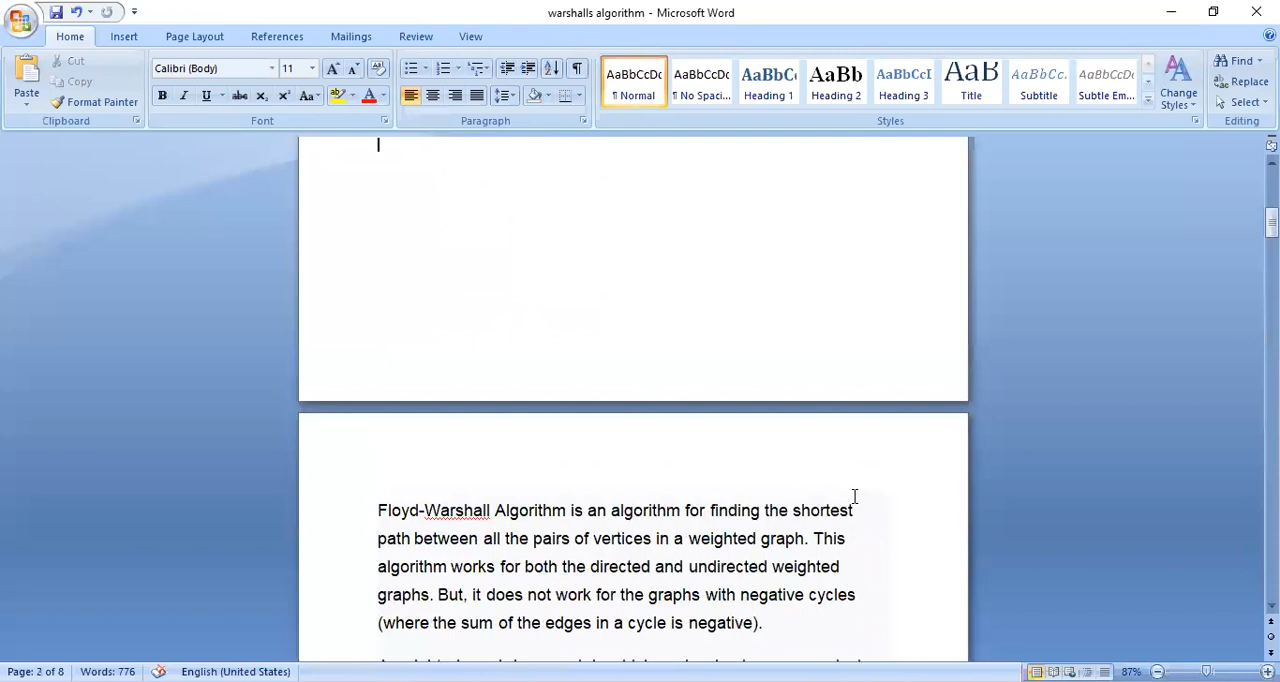 warshalls algorithm - Microsoft Word
Home Insert Page Layout References Mailings Review View
Paste
Cut
Copy
Format Painter
Clipboard
Calibri (Body) 11
B I U abc X₂ X² Aa A
Font
Paragraph
AaBbCcDc AaBbCcDc AaBbC AaBb AaBbCcI AaB AaBbCc. AaBbCcDc
¶ Normal ¶ No Spaci... Heading 1 Heading 2 Heading 3 Title Subtitle Subtle Em...
Change
Styles
Styles
Find
Replace
Select
Editing
Floyd-Warshall Algorithm is an algorithm for finding the shortest
path between all the pairs of vertices in a weighted graph. This
algorithm works for both the directed and undirected weighted
graphs. But, it does not work for the graphs with negative cycles
(where the sum of the edges in a cycle is negative).
Page: 2 of 8 Words: 776 English (United States) 87%